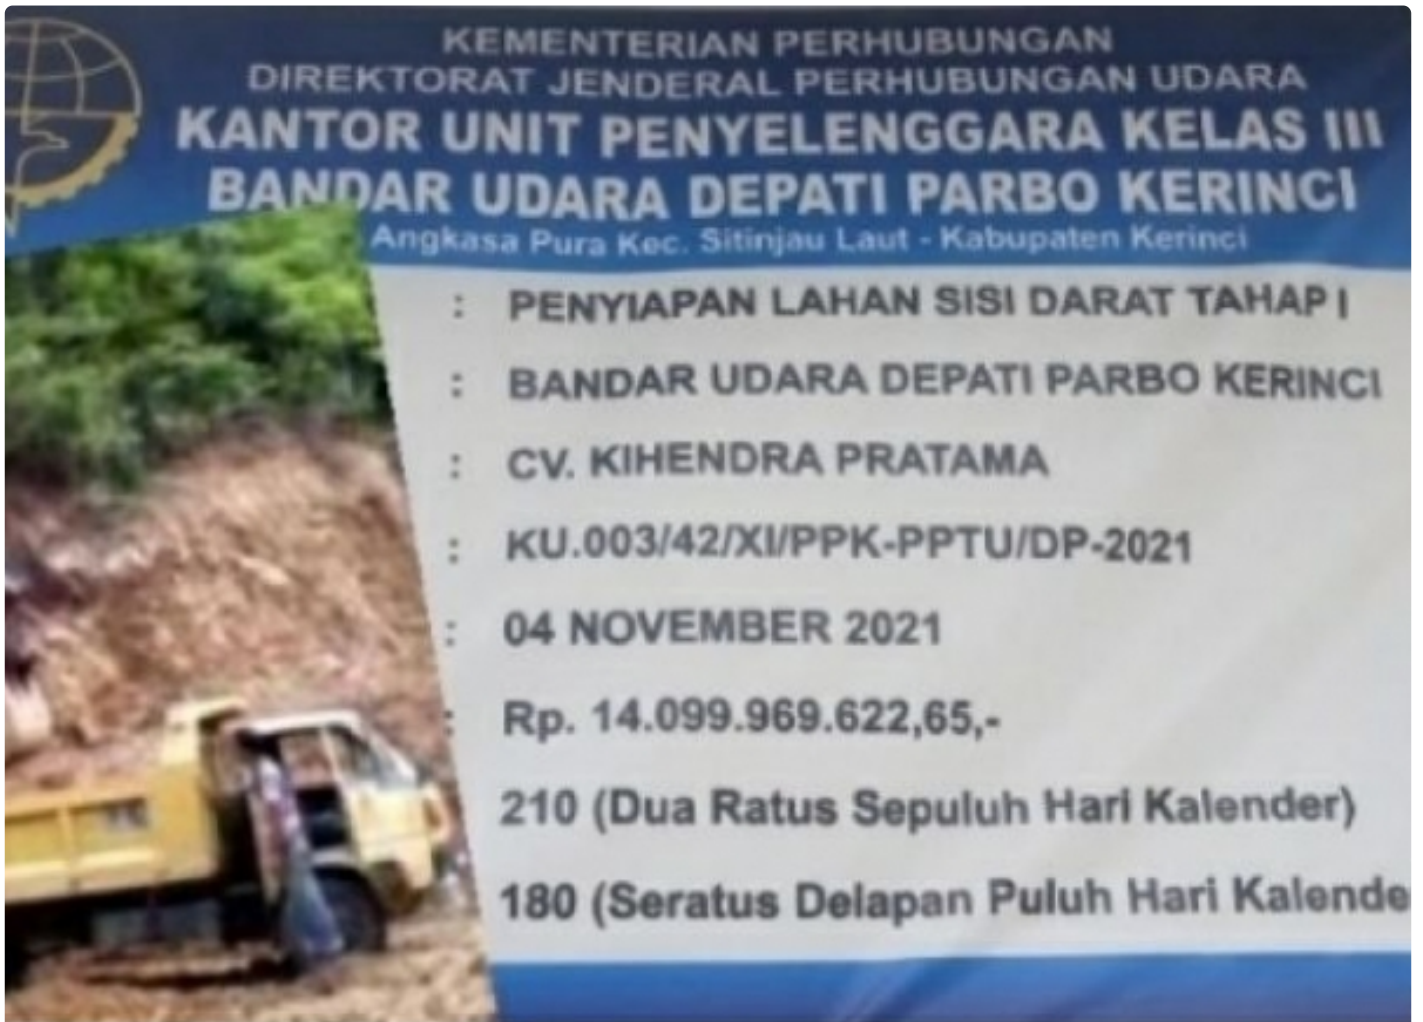 KEMENTERIAN PERHUBUNGAN
DIREKTORAT JENDERAL PERHUBUNGAN UDARA
KANTOR UNIT PENYELENGGARA KELAS III
BANDAR UDARA DEPATI PARBO KERINCI
Angkasa Pura Kec. Sitinjau Laut - Kabupaten Kerinci
: PENYIAPAN LAHAN SISI DARAT TAHAP I
: BANDAR UDARA DEPATI PARBO KERINCI
: CV. KIHENDRA PRATAMA
: KU.003/42/XI/PPK-PPTU/DP-2021
: 04 NOVEMBER 2021
: Rp. 14.099.969.622,65,-
210 (Dua Ratus Sepuluh Hari Kalender)
180 (Seratus Delapan Puluh Hari Kalende